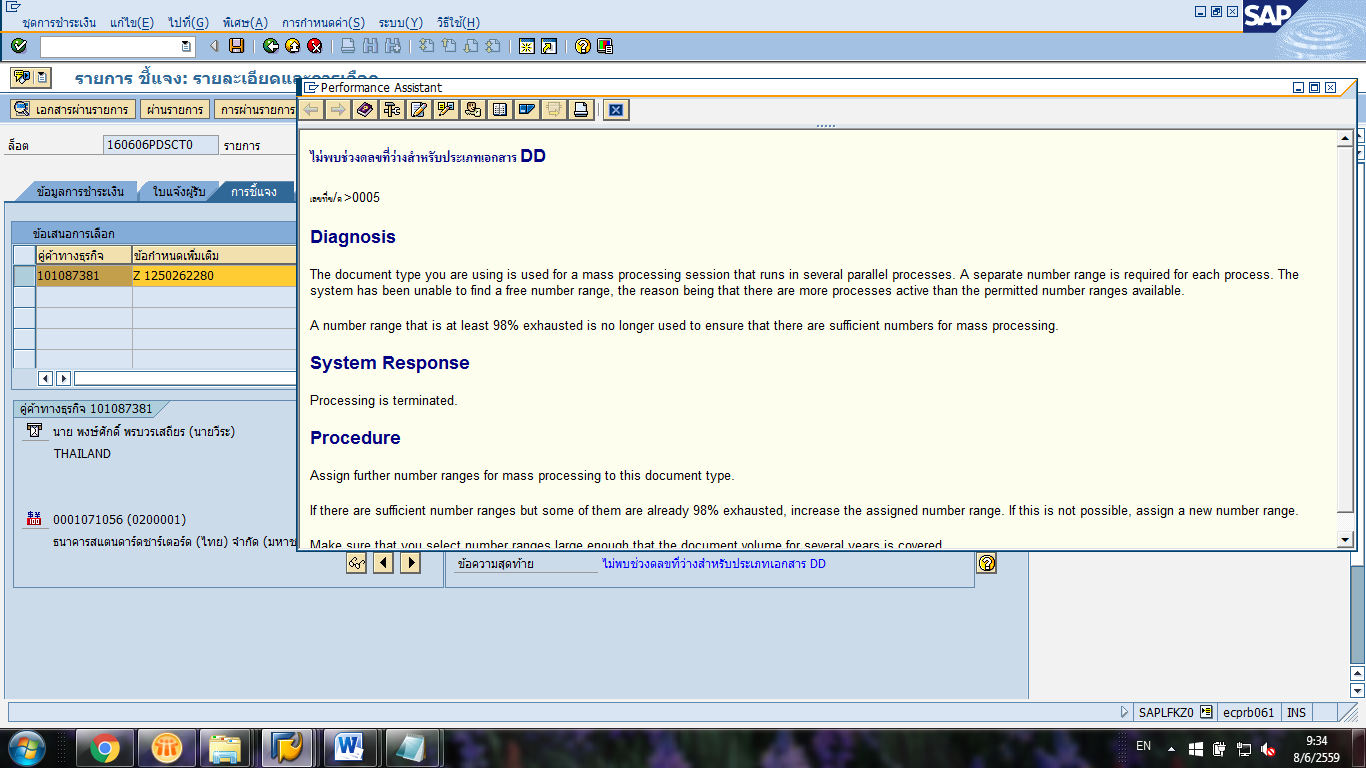 ชุดการชำระเงิน แก้ไข(E) ไปที่(G) พิเศษ(A) การกำหนดค่า(S) ระบบ(Y) วิธีใช้(H)
SAP
รายการ ชี้แจง: รายละเอียดและการเลือก
เอกสารผ่านรายการ ผ่านรายการ การผ่านรายการ
ล็อต 160606PDSCT0 รายการ
ข้อมูลการชำระเงิน ใบแจ้งผู้รับ การชี้แจง
ข้อเสนอการเลือก
คู่ค้าทางธุรกิจ ข้อกำหนดเพิ่มเติม
101087381 Z 1250262280
คู่ค้าทางธุรกิจ 101087381
นาย พงษ์ศักดิ์ พรบวรเสถียร (นายวีระ)
THAILAND
0001071056 (0200001)
ธนาคารสแตนดาร์ดชาร์เตอร์ด (ไทย) จำกัด (มหาช
Performance Assistant
ไม่พบช่วงดลขที่ว่างสำหรับประเภทเอกสาร DD
>0005
Diagnosis
The document type you are using is used for a mass processing session that runs in several parallel processes. A separate number range is required for each process. The
system has been unable to find a free number range, the reason being that there are more processes active than the permitted number ranges available.
A number range that is at least 98% exhausted is no longer used to ensure that there are sufficient numbers for mass processing.
System Response
Processing is terminated.
Procedure
Assign further number ranges for mass processing to this document type.
If there are sufficient number ranges but some of them are already 98% exhausted, increase the assigned number range. If this is not possible, assign a new number range.
Make sure that you select number ranges large enough that the document volume for several years is covered
ข้อความสุดท้าย ไม่พบช่วงดลขที่ว่างสำหรับประเภทเอกสาร DD
SAPLFKZ0 ecprb061 INS
EN 9:34
8/6/2559